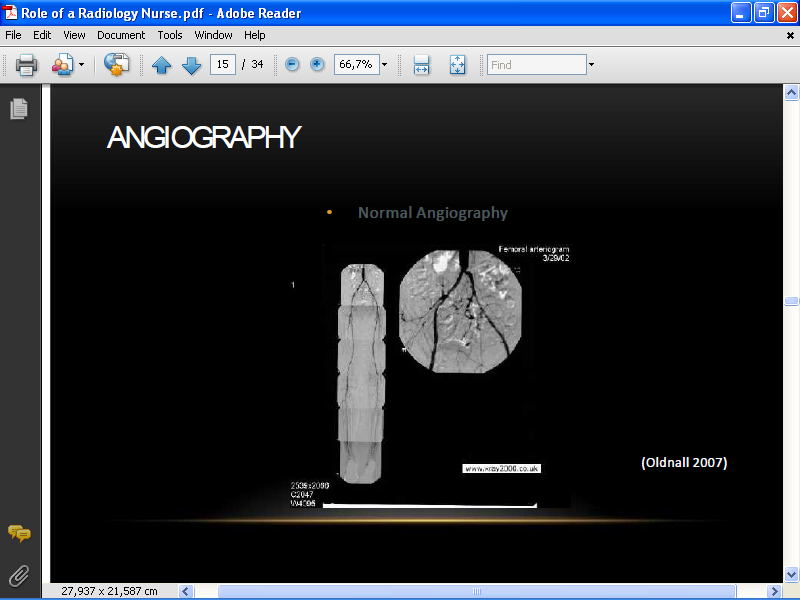 Role of a Radiology Nurse.pdf - Adobe Reader
File Edit View Document Tools Window Help
15 / 34 66,7% Find
ANGIOGRAPHY
• Normal Angiography
Femoral arteriogram
3/29/02
1
www.xray2000.co.uk
(Oldnall 2007)
C2047
W4095
27,937 x 21,587 cm